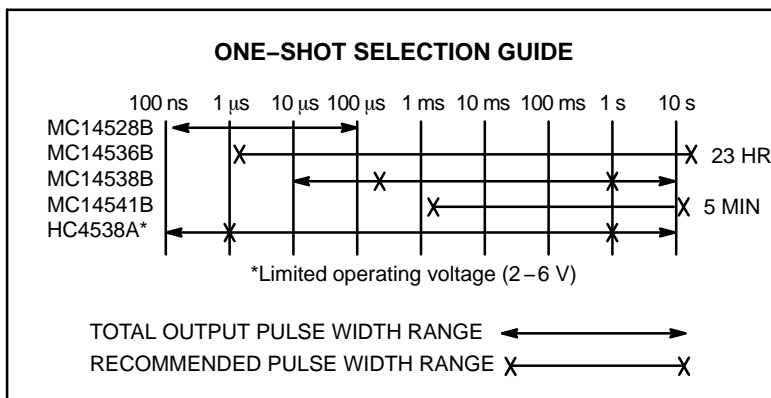 ONE–SHOT SELECTION GUIDE
100 ns 1 μs 10 μs 100 μs 1 ms 10 ms 100 ms 1 s 10 s
MC14528B
MC14536B 23 HR
MC14538B
MC14541B 5 MIN
HC4538A*
*Limited operating voltage (2–6 V)
TOTAL OUTPUT PULSE WIDTH RANGE
RECOMMENDED PULSE WIDTH RANGE